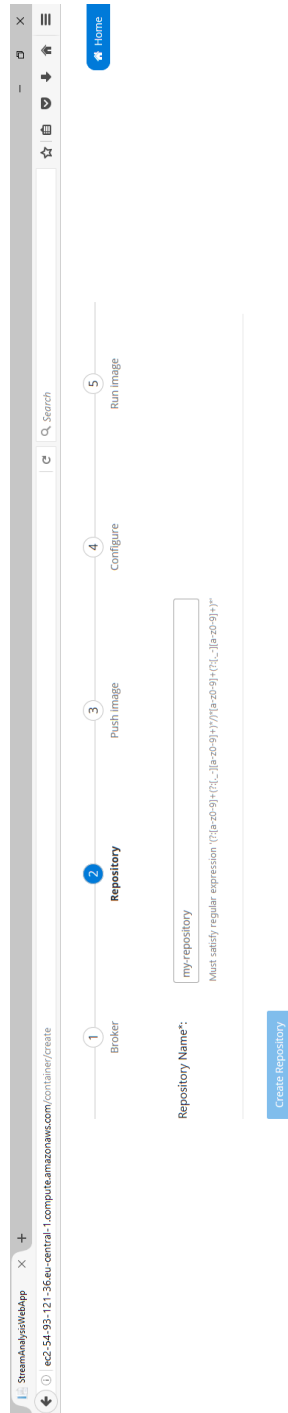 StreamAnalysisWebApp
ec2-54-93-121-36.eu-central-1.compute.amazonaws.com/container/create
Search
Home
1 2 3 4 5
Broker Repository Push image Configure Run image
Repository Name*: my-repository
Must satisfy regular expression '(?:[a-z0-9]+(?:[._-][a-z0-9]+)*/)*[a-z0-9]+(?:[._-][a-z0-9]+)*'
Create Repository